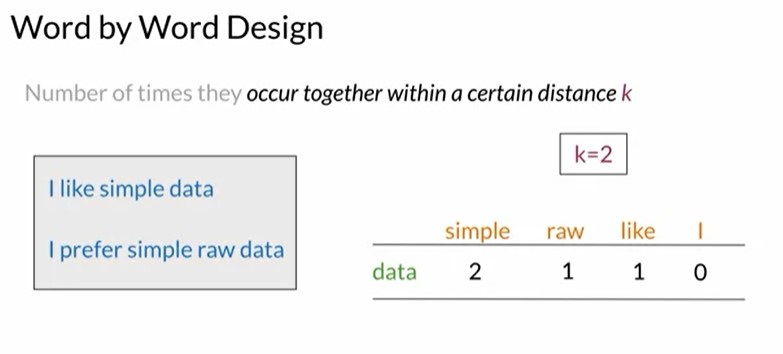 Word by Word Design
Number of times they occur together within a certain distance k
k=2
I like simple data
I prefer simple raw data
simple raw like I
data 2 1 1 0